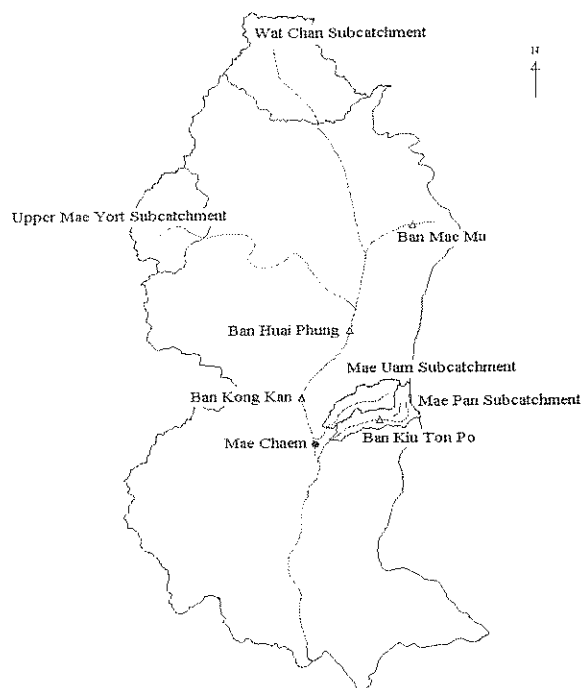 Wat Chan Subcatchment
N
Upper Mae Yort Subcatchment
Ban Mae Mu
Ban Huai Phung
Mae Uam Subcatchment
Ban Kong Kan
Mae Pan Subcatchment
Mae Chaem
Ban Kiu Ton Po